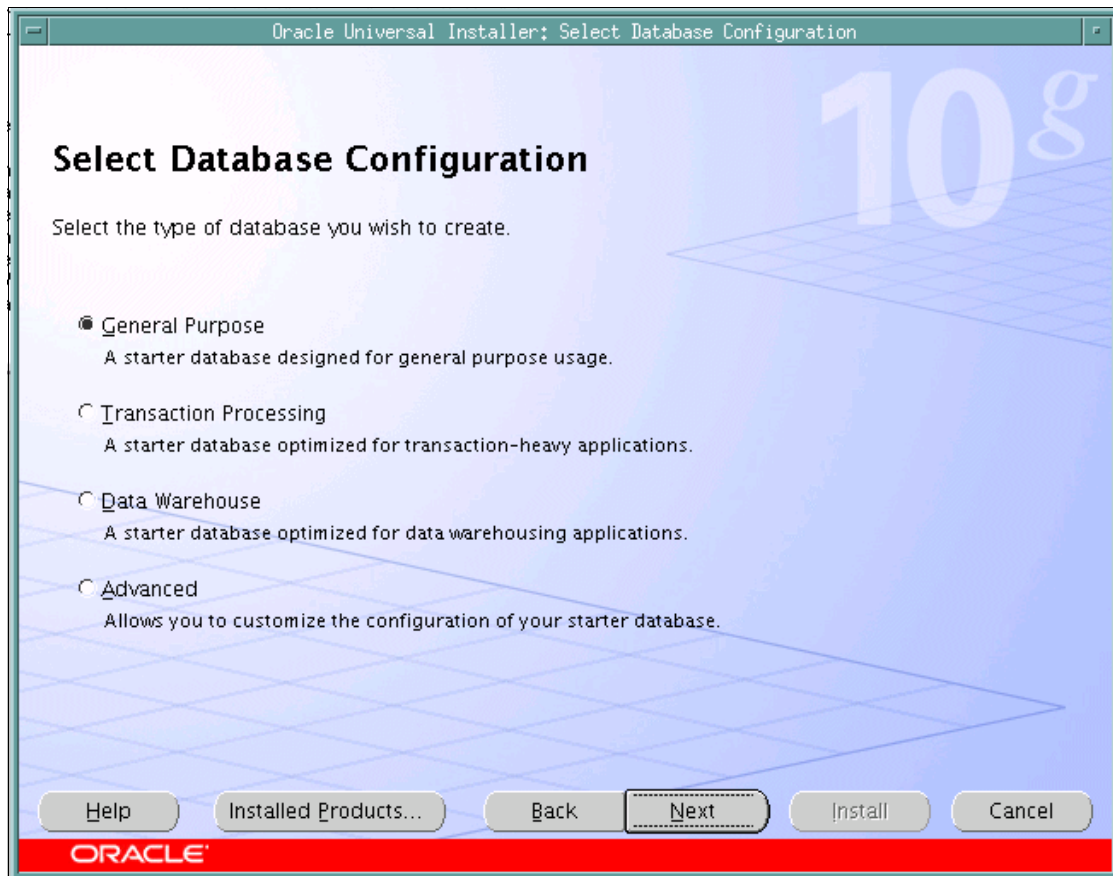 Oracle Universal Installer: Select Database Configuration
10g
Select Database Configuration
Select the type of database you wish to create.
General Purpose
A starter database designed for general purpose usage.
Transaction Processing
A starter database optimized for transaction-heavy applications.
Data Warehouse
A starter database optimized for data warehousing applications.
Advanced
Allows you to customize the configuration of your starter database.
Help Installed Products... Back Next Install Cancel
ORACLE